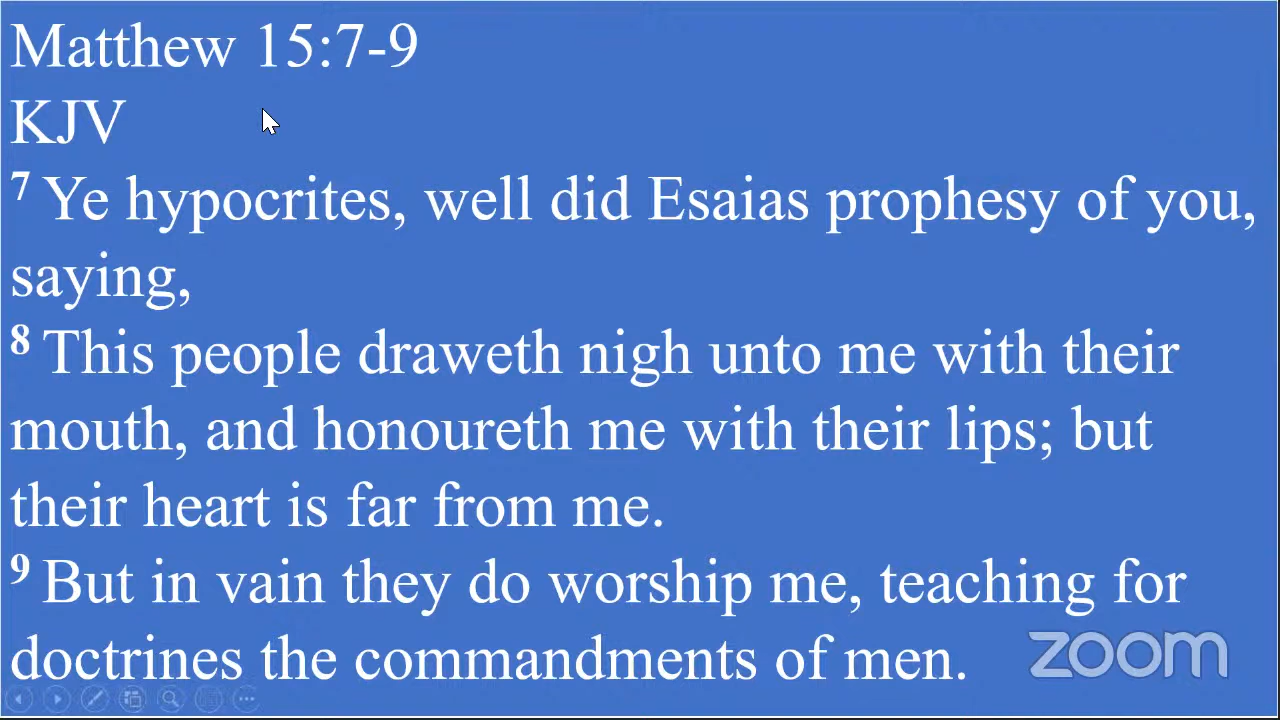 Matthew 15:7-9
KJV
7 Ye hypocrites, well did Esaias prophesy of you,
saying,
8 This people draweth nigh unto me with their
mouth, and honoureth me with their lips; but
their heart is far from me.
9 But in vain they do worship me, teaching for
doctrines the commandments of men.
zoom